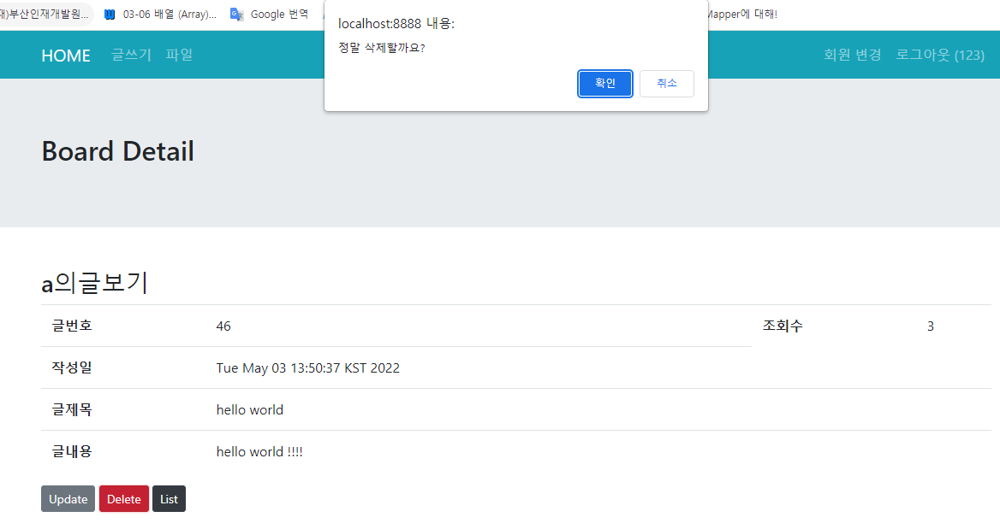 재)부산인재개발원... 03-06 배열 (Array)... Google 번역 Mapper에 대해!
localhost:8888 내용:
정말 삭제할까요?
확인 취소
HOME 글쓰기 파일 회원 변경 로그아웃 (123)
Board Detail
a의글보기
글번호 46 조회수 3
작성일 Tue May 03 13:50:37 KST 2022
글제목 hello world
글내용 hello world !!!!
Update Delete List